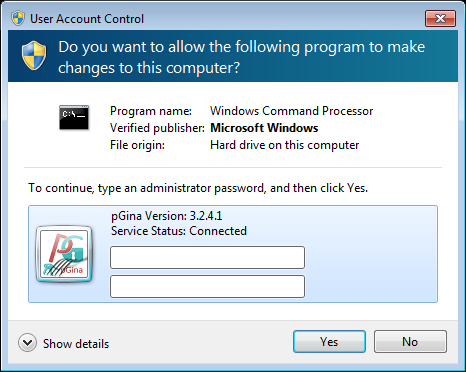 User Account Control
Do you want to allow the following program to make
changes to this computer?
C:\_
Program name: Windows Command Processor
Verified publisher: Microsoft Windows
File origin: Hard drive on this computer
To continue, type an administrator password, and then click Yes.
pGina Version: 3.2.4.1
Service Status: Connected
PG
pGina
Show details
Yes
No